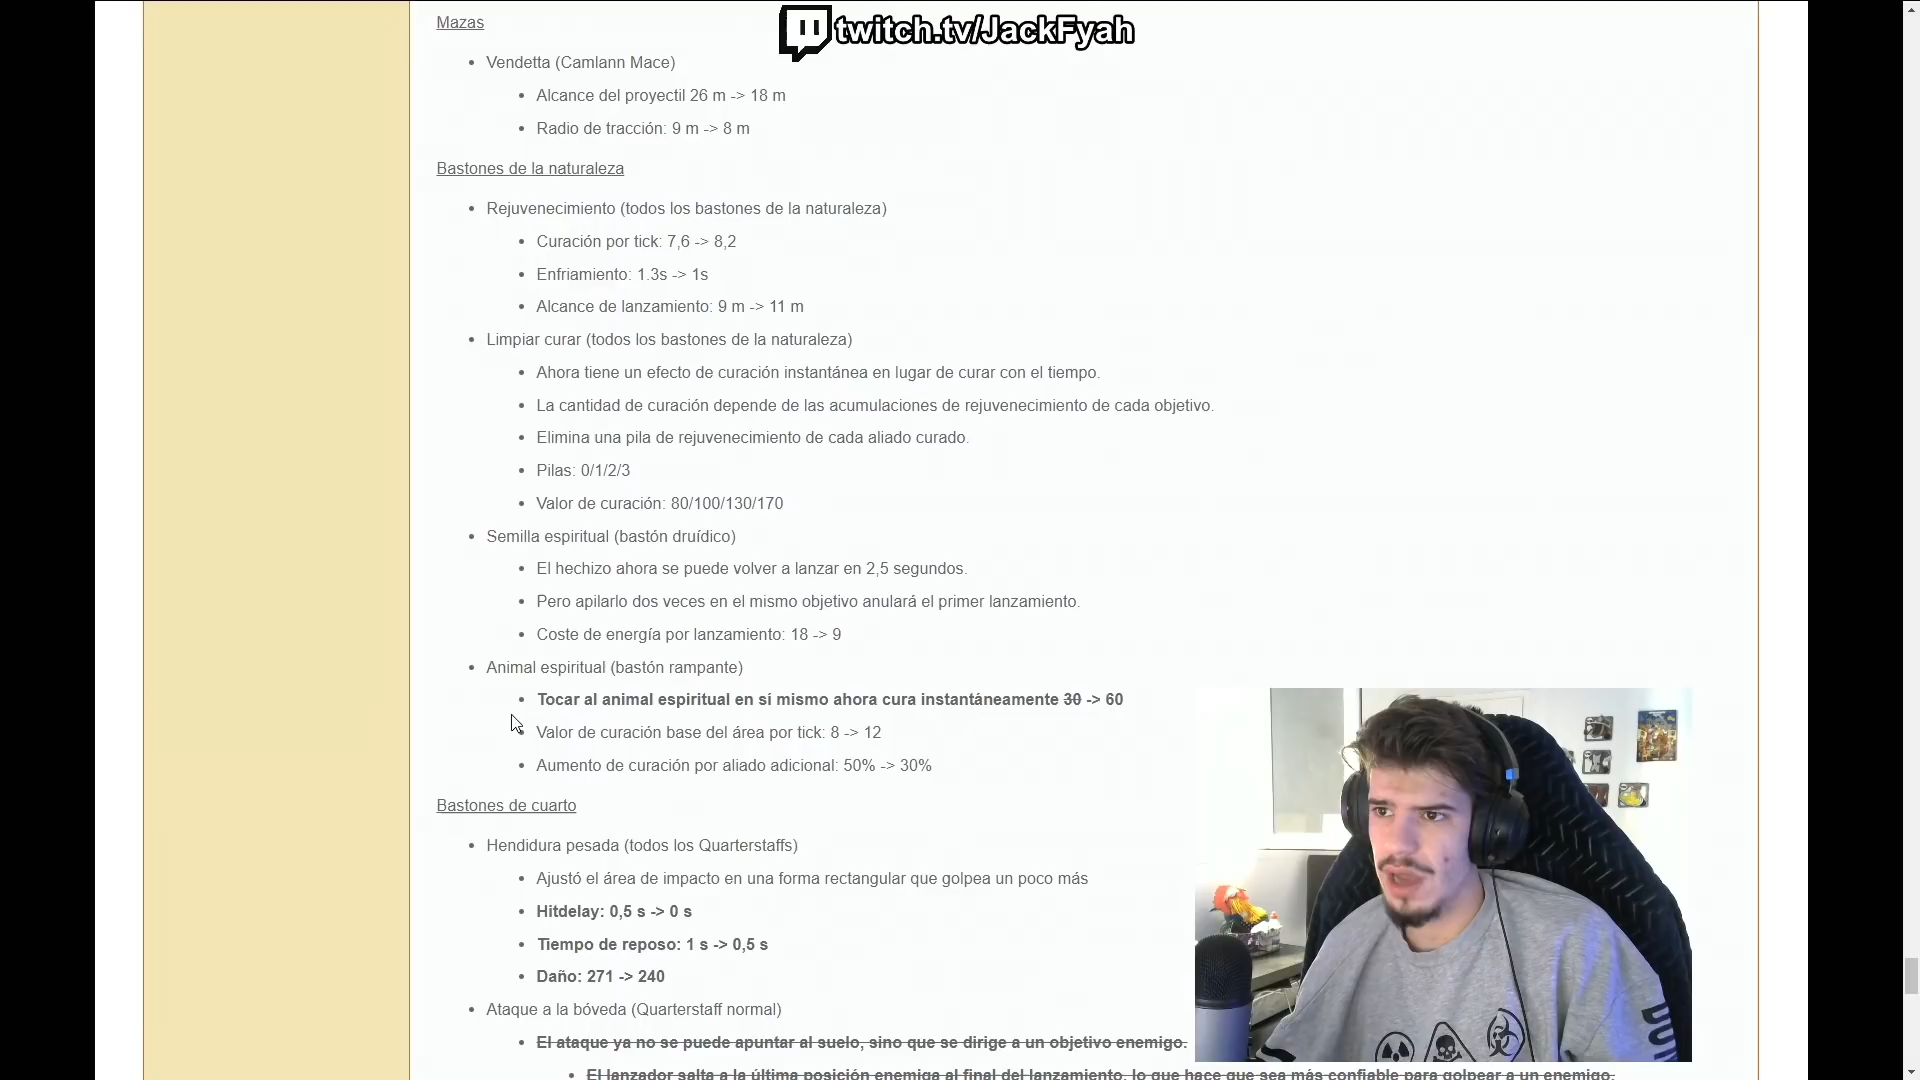 twitch.tv/JackFyah
Mazas
Vendetta (Camlann Mace)
Alcance del proyectil 26 m -> 18 m
Radio de tracción: 9 m -> 8 m
Bastones de la naturaleza
Rejuvenecimiento (todos los bastones de la naturaleza)
Curación por tick: 7,6 -> 8,2
Enfriamiento: 1.3s -> 1s
Alcance de lanzamiento: 9 m -> 11 m
Limpiar curar (todos los bastones de la naturaleza)
Ahora tiene un efecto de curación instantánea en lugar de curar con el tiempo.
La cantidad de curación depende de las acumulaciones de rejuvenecimiento de cada objetivo.
Elimina una pila de rejuvenecimiento de cada aliado curado.
Pilas: 0/1/2/3
Valor de curación: 80/100/130/170
Semilla espiritual (bastón druídico)
El hechizo ahora se puede volver a lanzar en 2,5 segundos.
Pero apilarlo dos veces en el mismo objetivo anulará el primer lanzamiento.
Coste de energía por lanzamiento: 18 -> 9
Animal espiritual (bastón rampante)
Tocar al animal espiritual en sí mismo ahora cura instantáneamente 30 -> 60
Valor de curación base del área por tick: 8 -> 12
Aumento de curación por aliado adicional: 50% -> 30%
Bastones de cuarto
Hendidura pesada (todos los Quarterstaffs)
Ajustó el área de impacto en una forma rectangular que golpea un poco más
Hitdelay: 0,5 s -> 0 s
Tiempo de reposo: 1 s -> 0,5 s
Daño: 271 -> 240
Ataque a la bóveda (Quarterstaff normal)
El ataque ya no se puede apuntar al suelo, sino que se dirige a un objetivo enemigo.
El lanzador salta a la última posición enemiga al final del lanzamiento, lo que hace que sea más confiable para golpear a un enemigo.